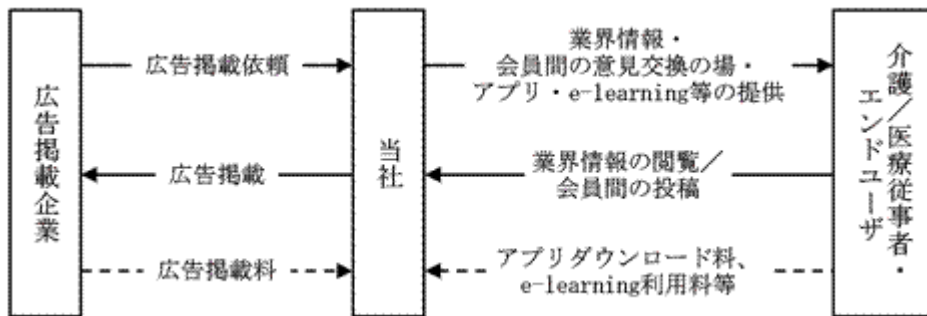 広告掲載企業
広告掲載依頼
広告掲載
広告掲載料
当社
業界情報・
会員間の意見交換の場・
アプリ・e-learning等の提供
業界情報の閲覧／
会員間の投稿
アプリダウンロード料、
e-learning利用料等
介護／医療従事者・
エンドユーザ